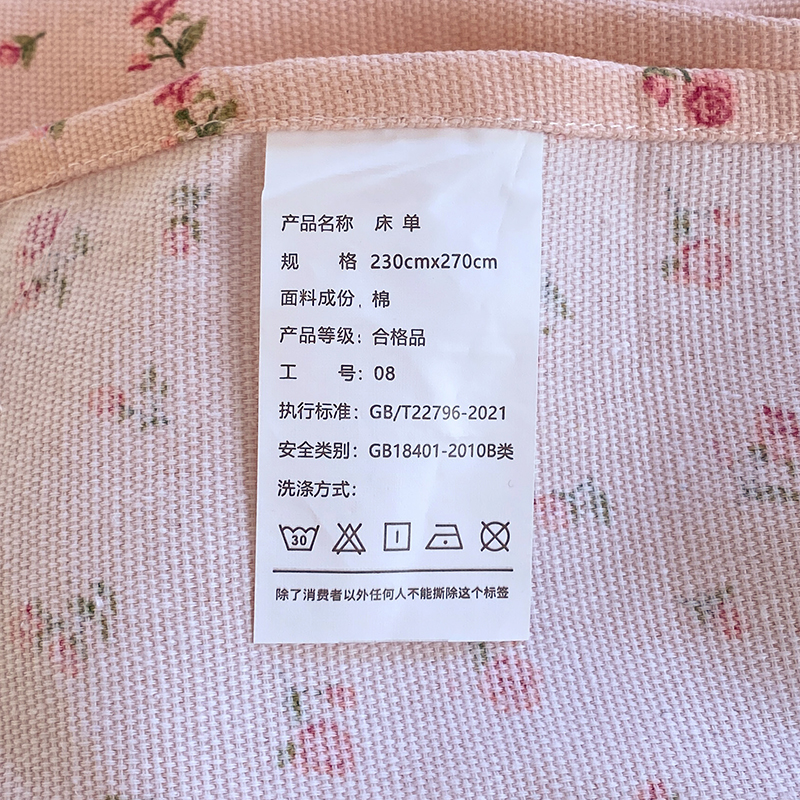 产品名称 床 单
规 格 230cmx270cm
面料成份: 棉
产品等级: 合格品
工 号: 08
执行标准: GB/T22796-2021
安全类别: GB18401-2010B类
洗涤方式:
30
除了消费者以外任何人不能撕除这个标签